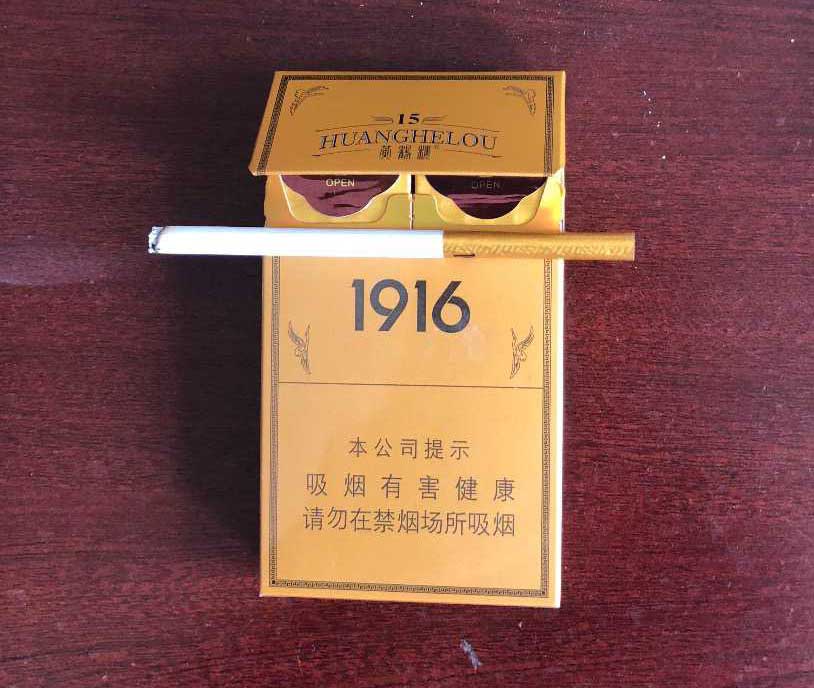 15
HUANGHELOU
黄鹤楼®
OPEN OPEN
1916
本公司提示
吸烟有害健康
请勿在禁烟场所吸烟